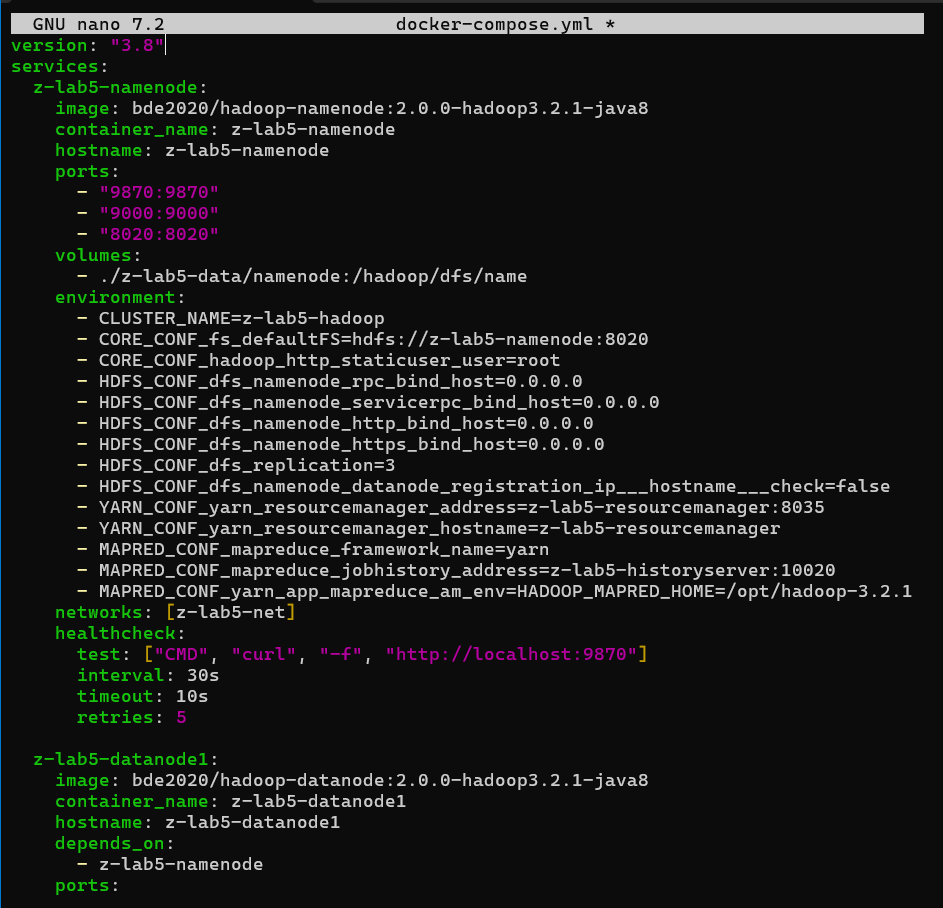 GNU nano 7.2 docker-compose.yml *
version: "3.8"
services:
  z-lab5-namenode:
    image: bde2020/hadoop-namenode:2.0.0-hadoop3.2.1-java8
    container_name: z-lab5-namenode
    hostname: z-lab5-namenode
    ports:
      - "9870:9870"
      - "9000:9000"
      - "8020:8020"
    volumes:
      - ./z-lab5-data/namenode:/hadoop/dfs/name
    environment:
      - CLUSTER_NAME=z-lab5-hadoop
      - CORE_CONF_fs_defaultFS=hdfs://z-lab5-namenode:8020
      - CORE_CONF_hadoop_http_staticuser_user=root
      - HDFS_CONF_dfs_namenode_rpc_bind_host=0.0.0.0
      - HDFS_CONF_dfs_namenode_servicerpc_bind_host=0.0.0.0
      - HDFS_CONF_dfs_namenode_http_bind_host=0.0.0.0
      - HDFS_CONF_dfs_namenode_https_bind_host=0.0.0.0
      - HDFS_CONF_dfs_replication=3
      - HDFS_CONF_dfs_namenode_datanode_registration_ip___hostname___check=false
      - YARN_CONF_yarn_resourcemanager_address=z-lab5-resourcemanager:8035
      - YARN_CONF_yarn_resourcemanager_hostname=z-lab5-resourcemanager
      - MAPRED_CONF_mapreduce_framework_name=yarn
      - MAPRED_CONF_mapreduce_jobhistory_address=z-lab5-historyserver:10020
      - MAPRED_CONF_yarn_app_mapreduce_am_env=HADOOP_MAPRED_HOME=/opt/hadoop-3.2.1
    networks: [z-lab5-net]
    healthcheck:
      test: ["CMD", "curl", "-f", "http://localhost:9870"]
      interval: 30s
      timeout: 10s
      retries: 5
  z-lab5-datanode1:
    image: bde2020/hadoop-datanode:2.0.0-hadoop3.2.1-java8
    container_name: z-lab5-datanode1
    hostname: z-lab5-datanode1
    depends_on:
      - z-lab5-namenode
    ports: